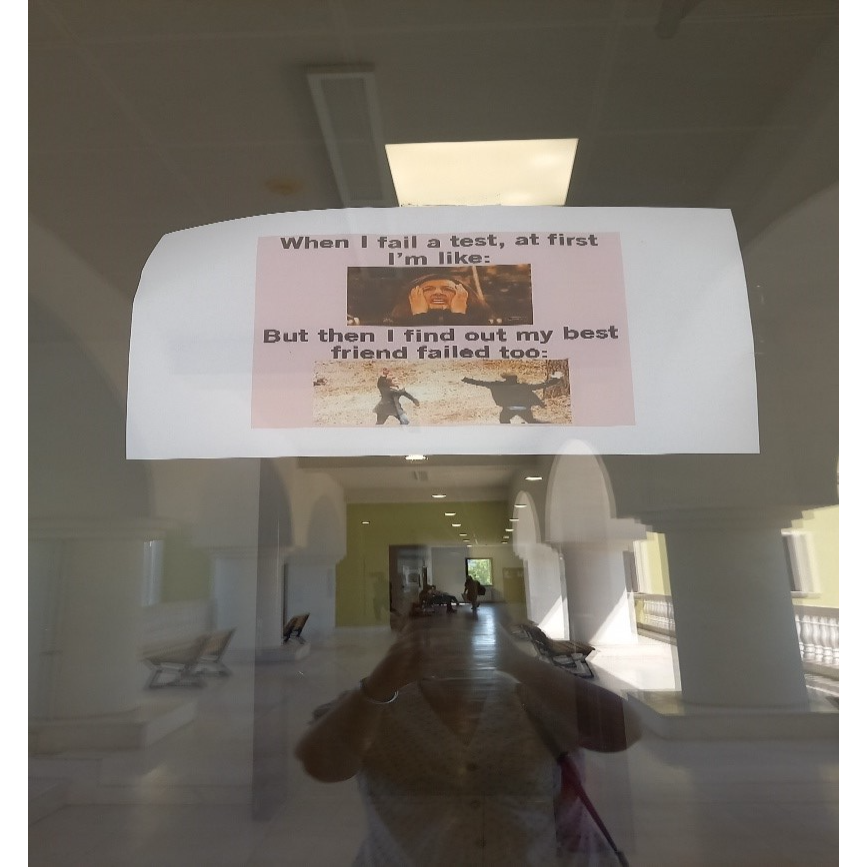 When I fail a test, at first
I'm like:
But then I find out my best
friend failed too: